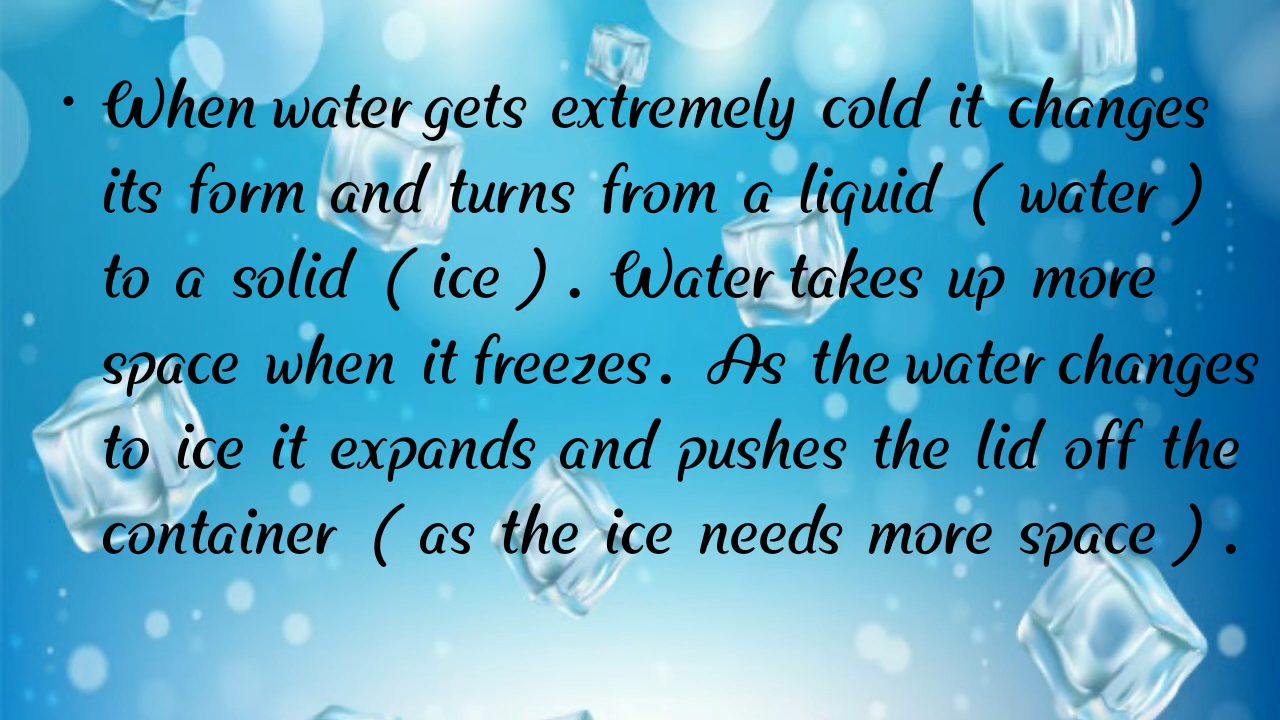 • When water gets extremely cold it changes
its form and turns from a liquid ( water )
to a solid ( ice ) . Water takes up more
space when it freezes. As the water changes
to ice it expands and pushes the lid off the
container ( as the ice needs more space ) .